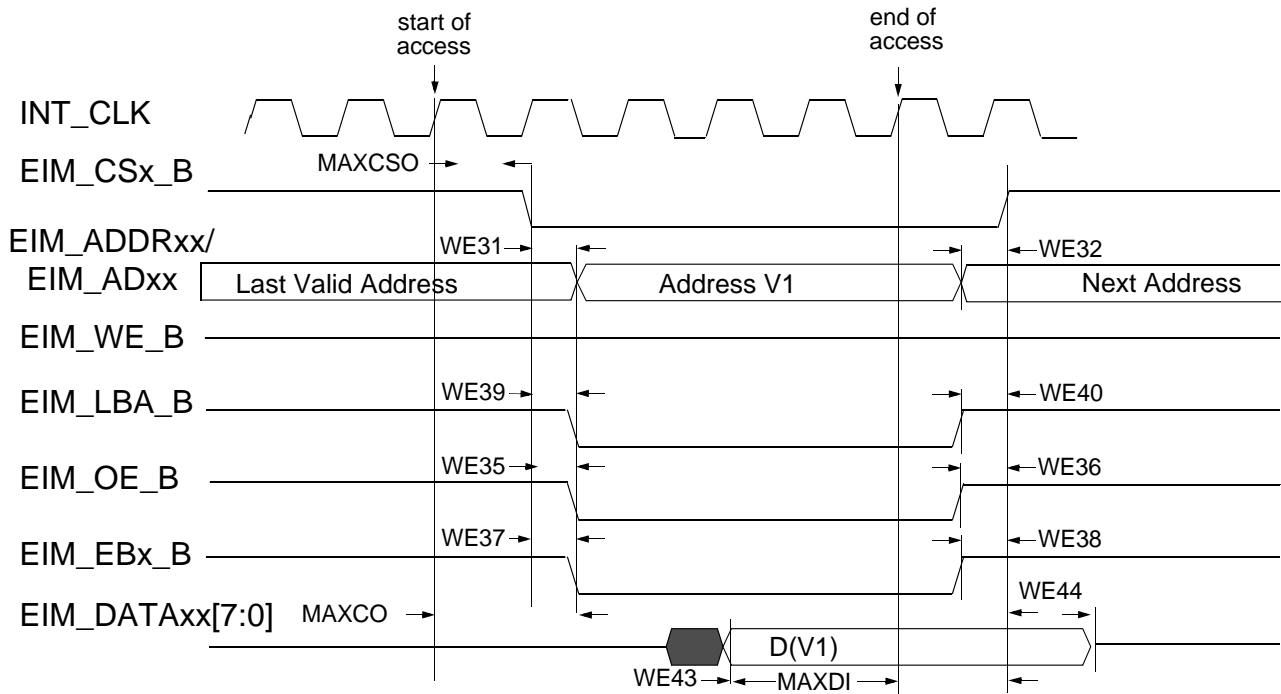 start of
access
end of
access
INT_CLK
MAXCSO
EIM_CSx_B
EIM_ADDRxx/
EIM_ADxx
WE31
WE32
Last Valid Address
Address V1
Next Address
EIM_WE_B
EIM_LBA_B
WE39
WE40
EIM_OE_B
WE35
WE36
EIM_EBx_B
WE37
WE38
EIM_DATAxx[7:0]
MAXCO
WE44
D(V1)
WE43
MAXDI